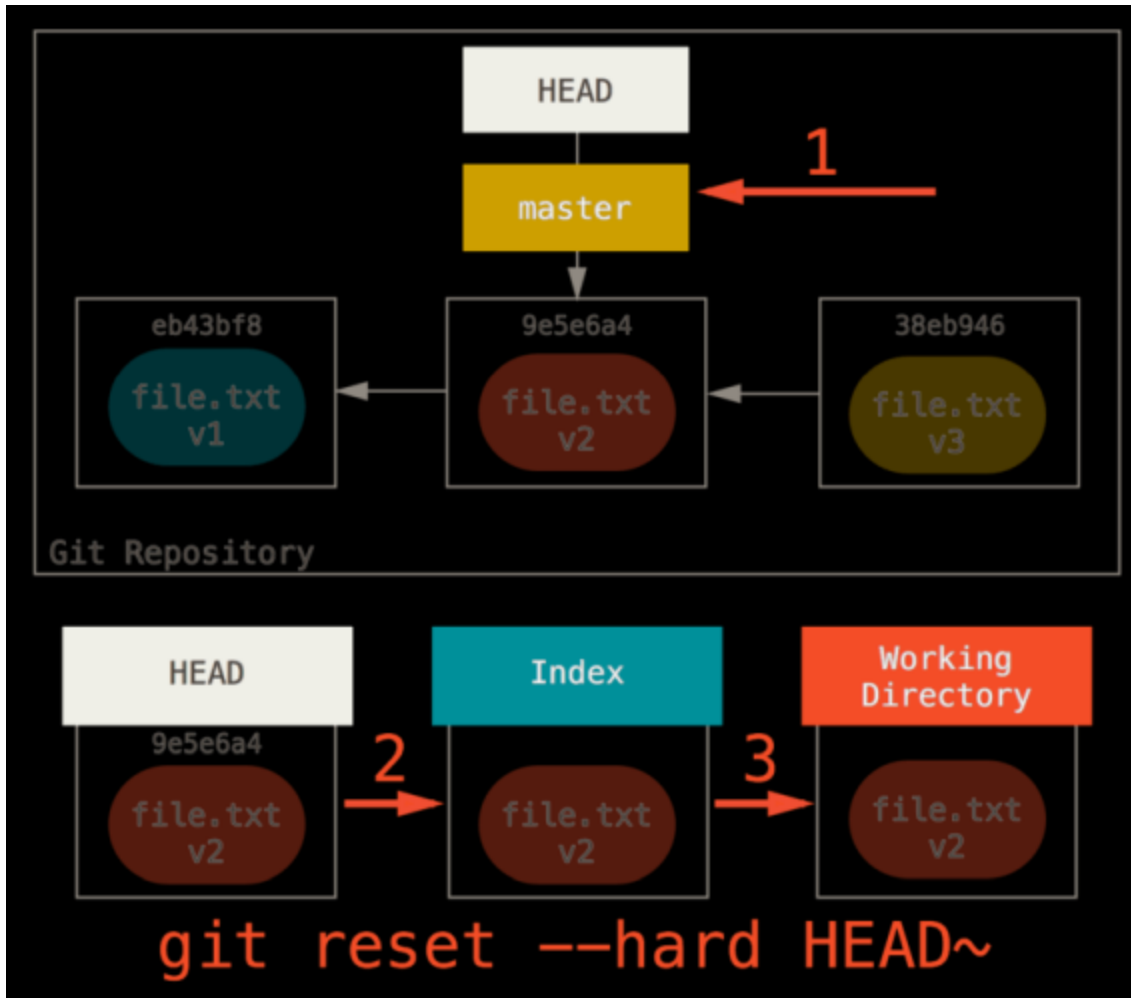 HEAD
1
master
eb43bf8
9e5e6a4
38eb946
file.txt
v1
file.txt
v2
file.txt
v3
Git Repository
HEAD
Index
Working
Directory
9e5e6a4
2
3
file.txt
v2
file.txt
v2
file.txt
v2
git reset --hard HEAD~